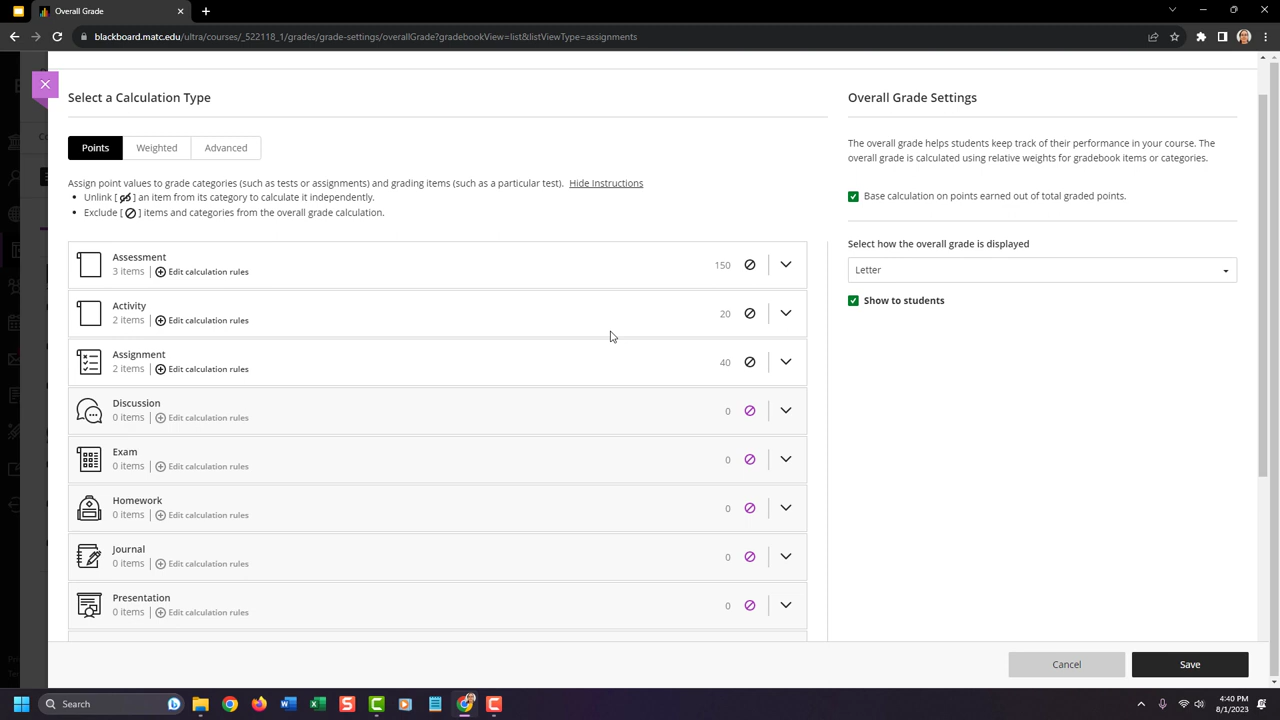 Overall Grade
blackboard.matc.edu/ultra/courses/_522118_1/grades/grade-settings/overallGrade?gradebookView=list&listViewType=assignments
Select a Calculation Type
Points
Weighted
Advanced
Assign point values to grade categories (such as tests or assignments) and grading items (such as a particular test). Hide Instructions
• Unlink [ ] an item from its category to calculate it independently.
• Exclude [ ] items and categories from the overall grade calculation.
Assessment
3 items | Edit calculation rules
150
Activity
2 items | Edit calculation rules
20
Assignment
2 items | Edit calculation rules
40
Discussion
0 items | Edit calculation rules
0
Exam
0 items | Edit calculation rules
0
Homework
0 items | Edit calculation rules
0
Journal
0 items | Edit calculation rules
0
Presentation
0 items | Edit calculation rules
0
Overall Grade Settings
The overall grade helps students keep track of their performance in your course. The
overall grade is calculated using relative weights for gradebook items or categories.
Base calculation on points earned out of total graded points.
Select how the overall grade is displayed
Letter
Show to students
Cancel
Save
Search
4:40 PM
8/1/2023